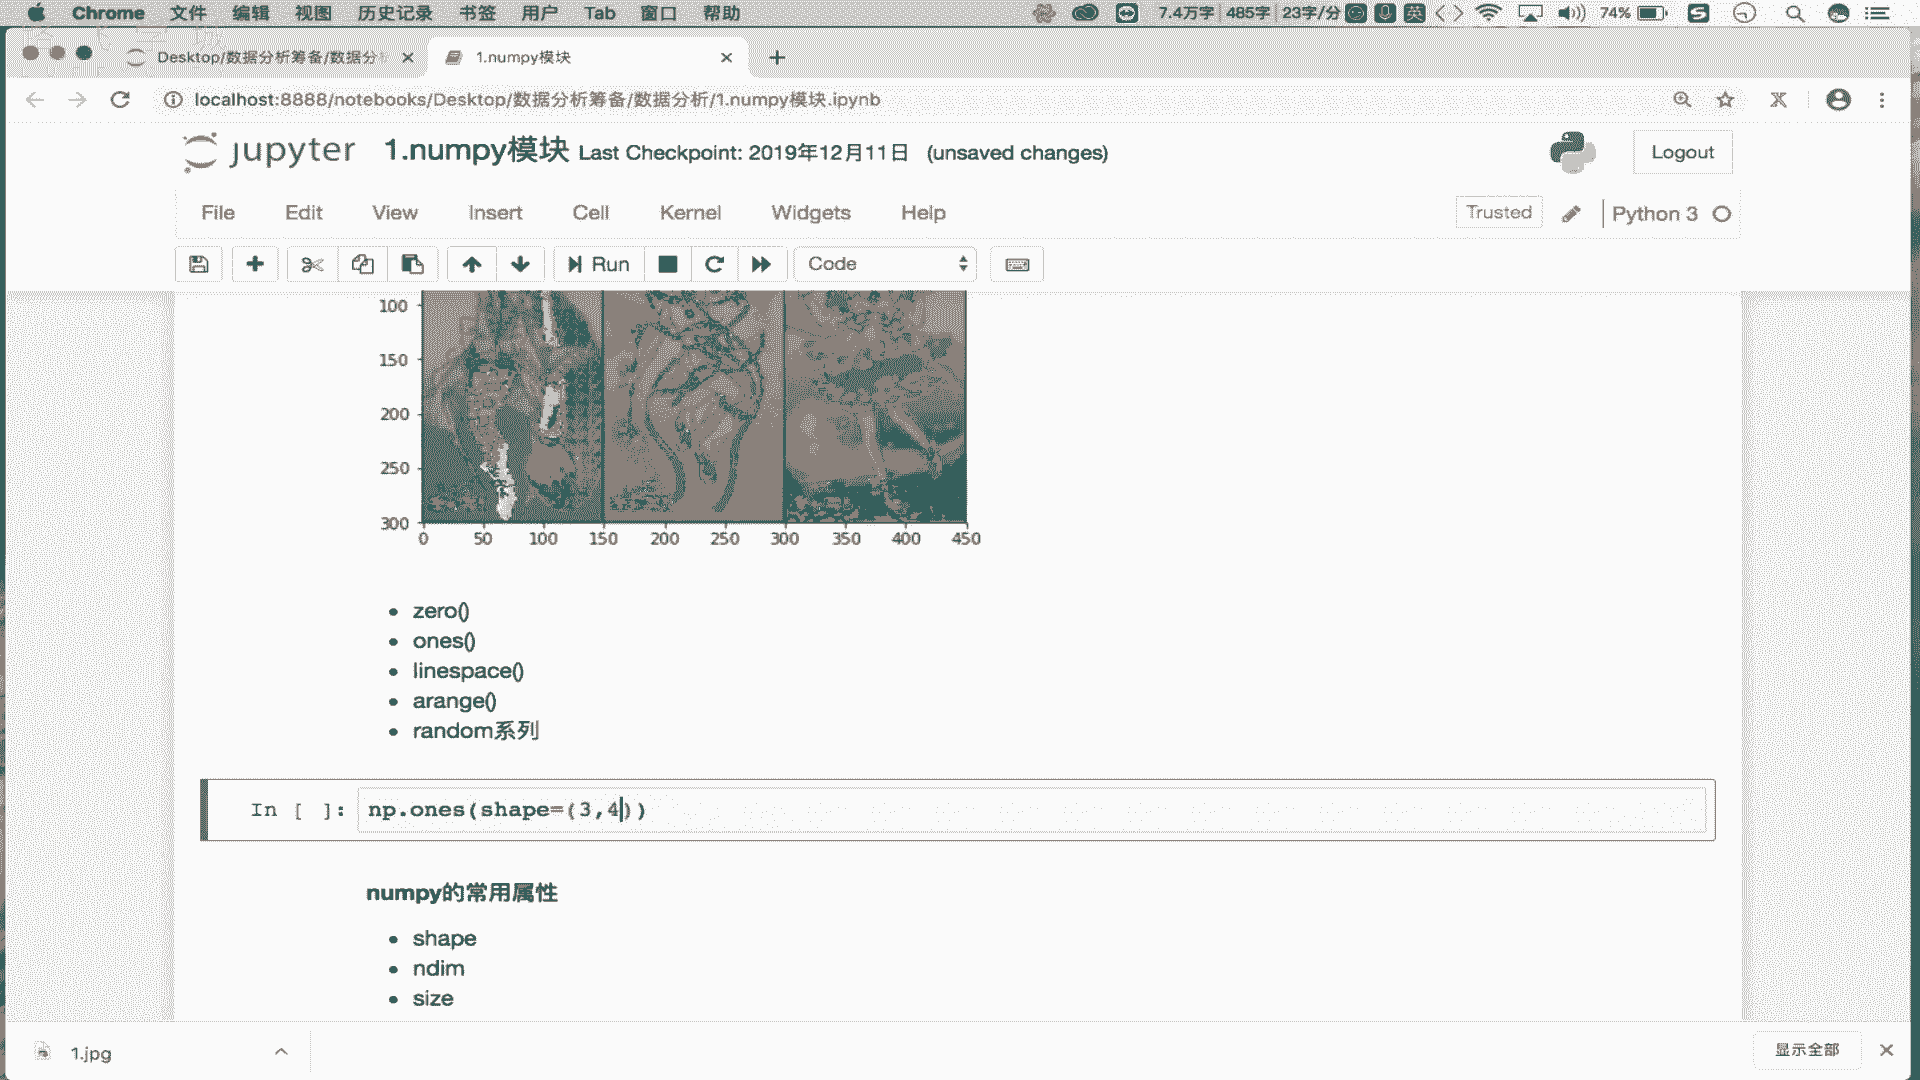 Chrome 文件 编辑 视图 历史记录 书签 用户 Tab 窗口 帮助 7.4万字 485字 23字/分 英 74%
Desktop/数据分析筹备/数据分 1.numpy模块
localhost:8888/notebooks/Desktop/数据分析筹备/数据分析/1.numpy模块.ipynb
jupyter 1.numpy模块 Last Checkpoint: 2019年12月11日 (unsaved changes) Logout
File Edit View Insert Cell Kernel Widgets Help Trusted Python 3
Run Code
100
150
200
250
300
0 50 100 150 200 250 300 350 400 450
zero()
ones()
linespace()
arange()
random系列
In [ ]: np.ones(shape=(3,4))
numpy的常用属性
shape
ndim
size
1.jpg 显示全部